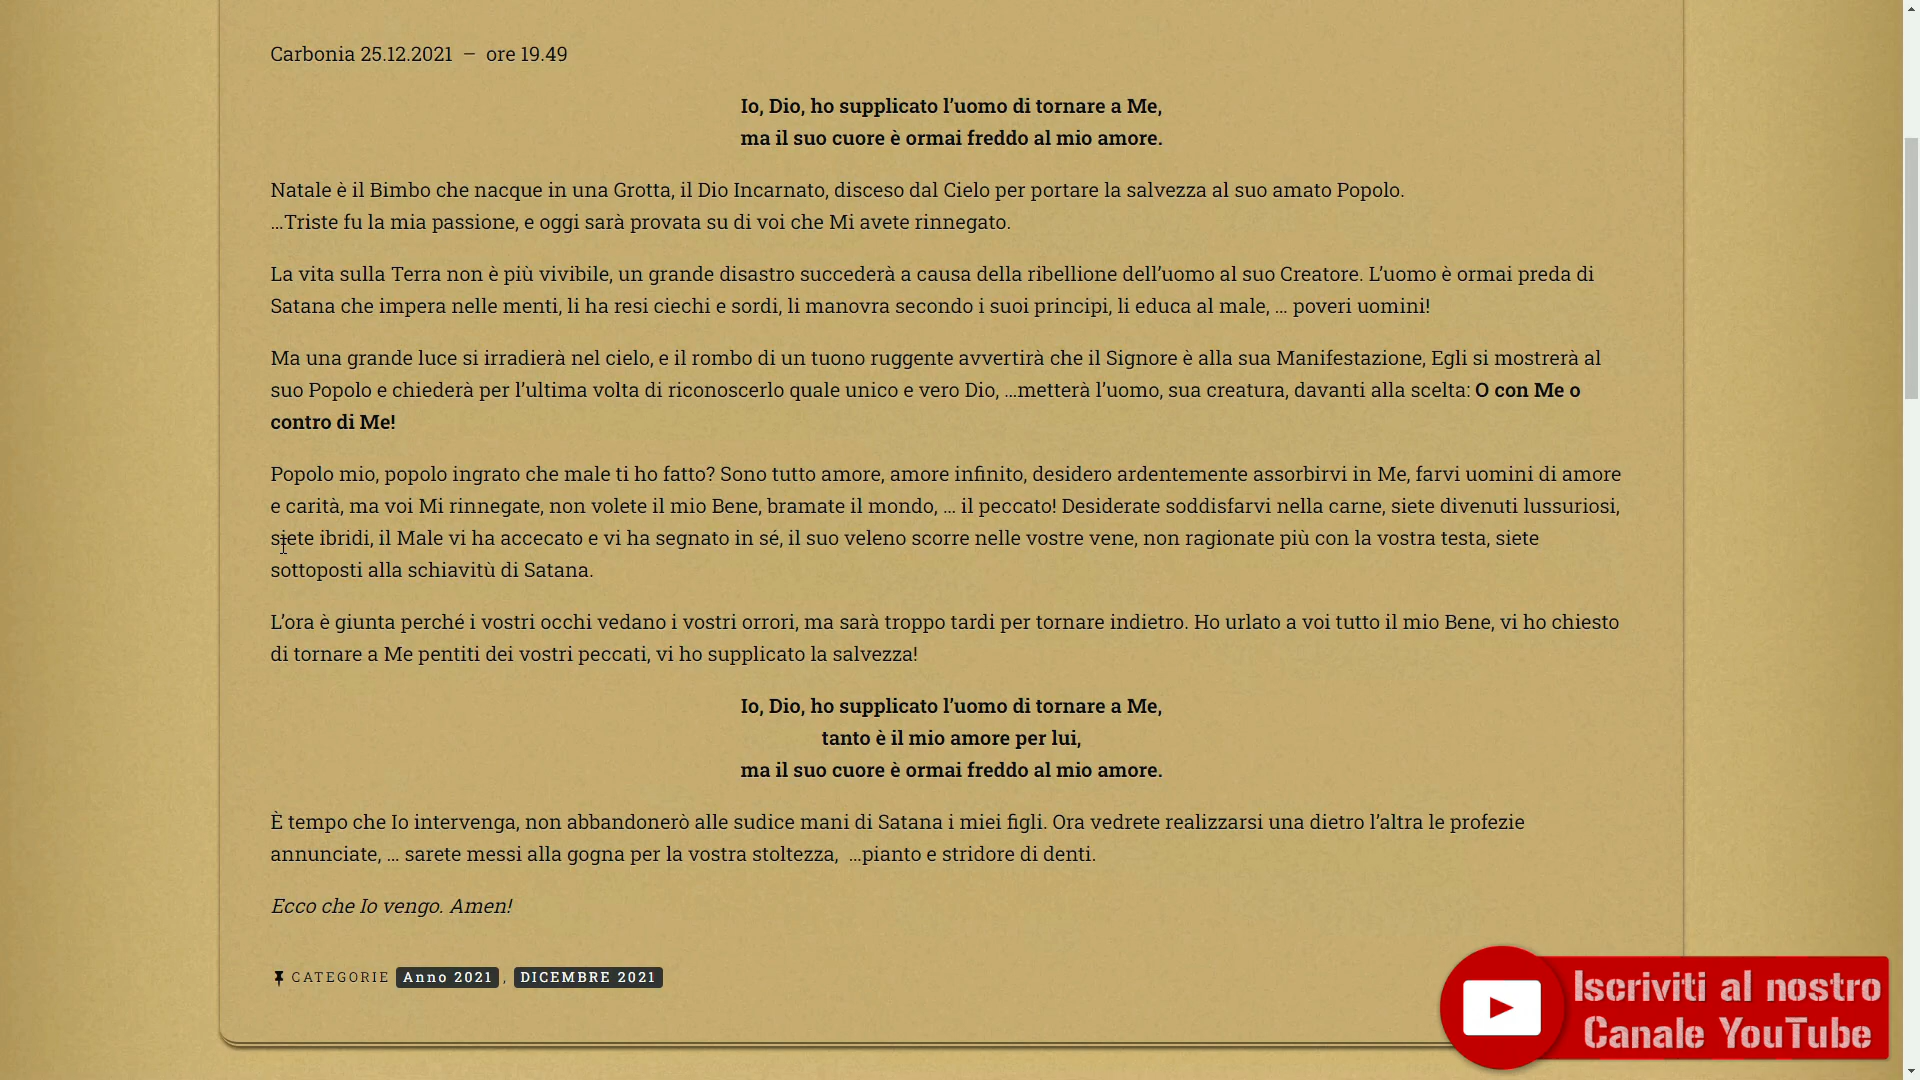 Carbonia 25.12.2021  –  ore 19.49
Io, Dio, ho supplicato l’uomo di tornare a Me,
ma il suo cuore è ormai freddo al mio amore.
Natale è il Bimbo che nacque in una Grotta, il Dio Incarnato, disceso dal Cielo per portare la salvezza al suo amato Popolo.
…Triste fu la mia passione, e oggi sarà provata su di voi che Mi avete rinnegato.
La vita sulla Terra non è più vivibile, un grande disastro succederà a causa della ribellione dell’uomo al suo Creatore. L’uomo è ormai preda di
Satana che impera nelle menti, li ha resi ciechi e sordi, li manovra secondo i suoi principi, li educa al male, … poveri uomini!
Ma una grande luce si irradierà nel cielo, e il rombo di un tuono ruggente avvertirà che il Signore è alla sua Manifestazione, Egli si mostrerà al
suo Popolo e chiederà per l’ultima volta di riconoscerlo quale unico e vero Dio, …metterà l’uomo, sua creatura, davanti alla scelta: O con Me o
contro di Me!
Popolo mio, popolo ingrato che male ti ho fatto? Sono tutto amore, amore infinito, desidero ardentemente assorbirvi in Me, farvi uomini di amore
e carità, ma voi Mi rinnegate, non volete il mio Bene, bramate il mondo, … il peccato! Desiderate soddisfarvi nella carne, siete divenuti lussuriosi,
siete ibridi, il Male vi ha accecato e vi ha segnato in sé, il suo veleno scorre nelle vostre vene, non ragionate più con la vostra testa, siete
sottoposti alla schiavitù di Satana.
L’ora è giunta perché i vostri occhi vedano i vostri orrori, ma sarà troppo tardi per tornare indietro. Ho urlato a voi tutto il mio Bene, vi ho chiesto
di tornare a Me pentiti dei vostri peccati, vi ho supplicato la salvezza!
Io, Dio, ho supplicato l’uomo di tornare a Me,
tanto è il mio amore per lui,
ma il suo cuore è ormai freddo al mio amore.
È tempo che Io intervenga, non abbandonerò alle sudice mani di Satana i miei figli. Ora vedrete realizzarsi una dietro l’altra le profezie
annunciate, … sarete messi alla gogna per la vostra stoltezza,  …pianto e stridore di denti.
Ecco che Io vengo. Amen!
CATEGORIE Anno 2021, DICEMBRE 2021
Iscriviti al nostro
Canale YouTube